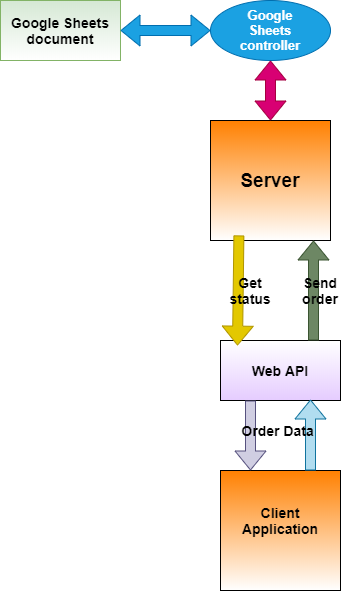 Google Sheets
document
Google
Sheets
controller
Server
Get
status
Send
order
Web API
Order Data
Client
Application